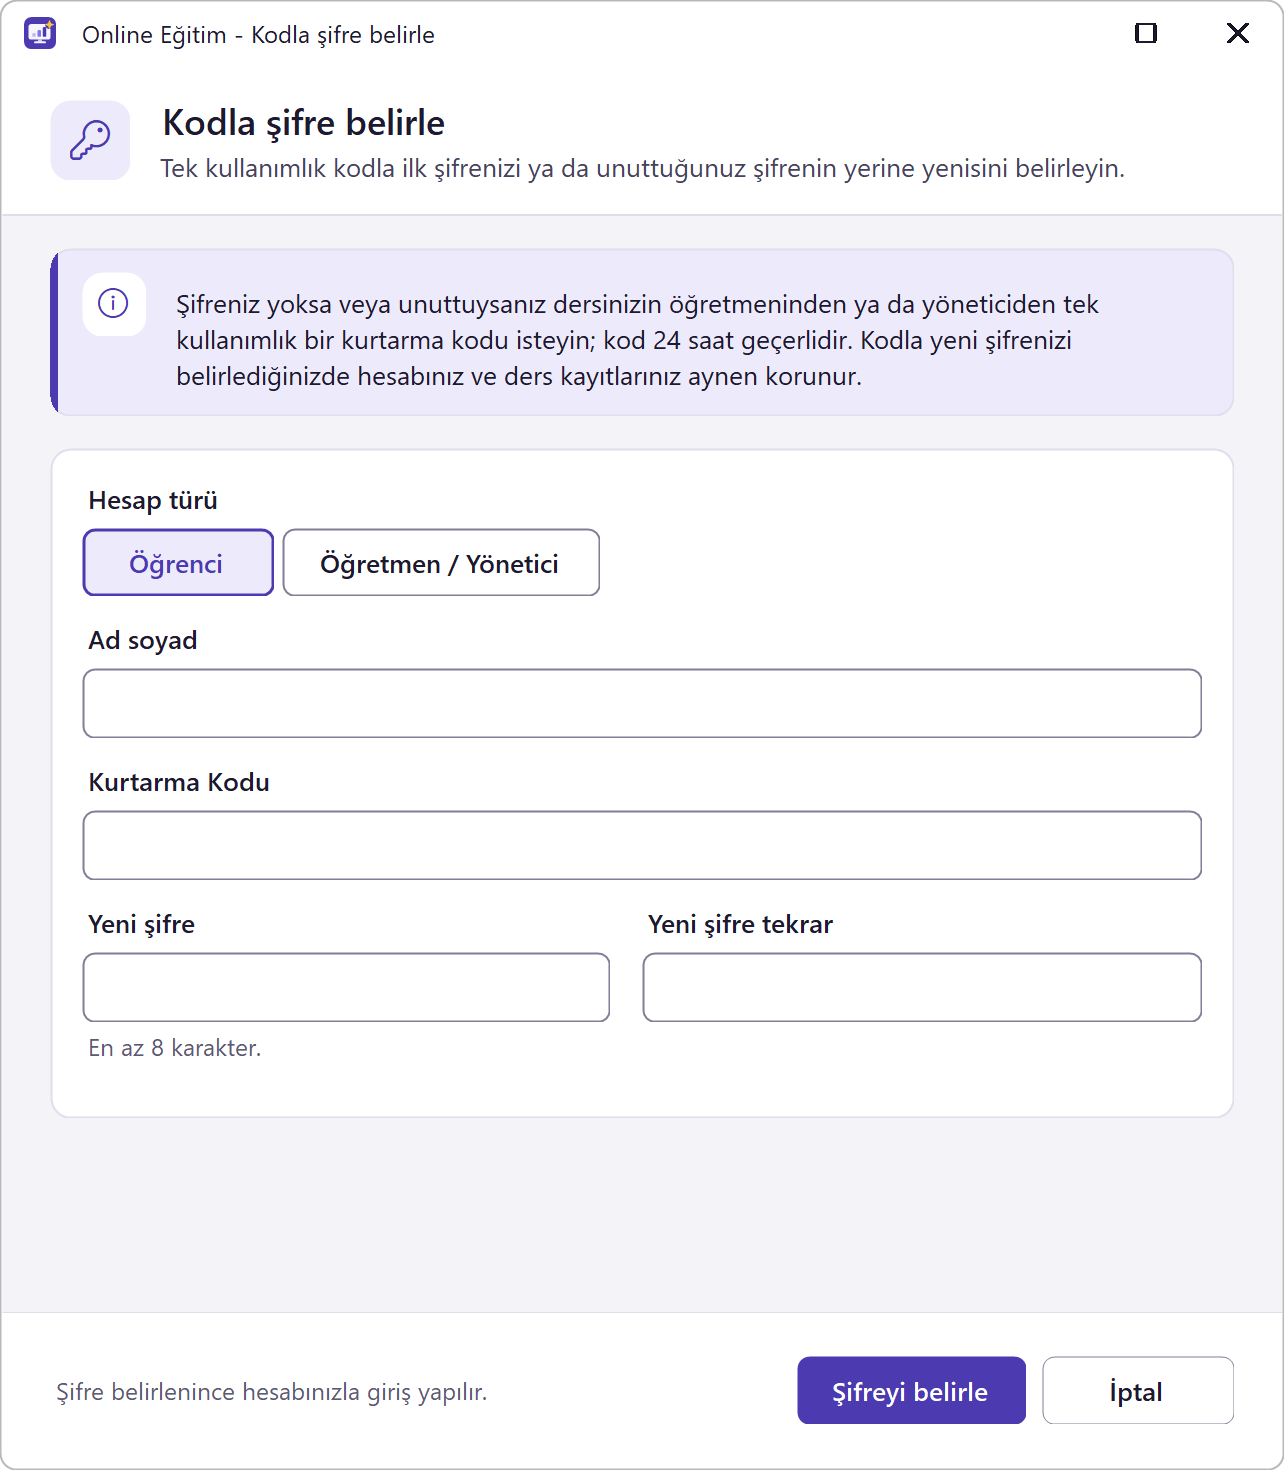 Online Eğitim - Kodla şifre belirle
Kodla şifre belirle
Tek kullanımlık kodla ilk şifrenizi ya da unuttuğunuz şifrenin yerine yenisini belirleyin.
Şifreniz yoksa veya unuttuysanız dersinizin öğretmeninden ya da yöneticiden tek
kullanımlık bir kurtarma kodu isteyin; kod 24 saat geçerlidir. Kodla yeni şifrenizi
belirlediğinizde hesabınız ve ders kayıtlarınız aynen korunur.
Hesap türü
Öğrenci
Öğretmen / Yönetici
Ad soyad
Kurtarma Kodu
Yeni şifre
Yeni şifre tekrar
En az 8 karakter.
Şifre belirlenince hesabınızla giriş yapılır.
Şifreyi belirle
İptal